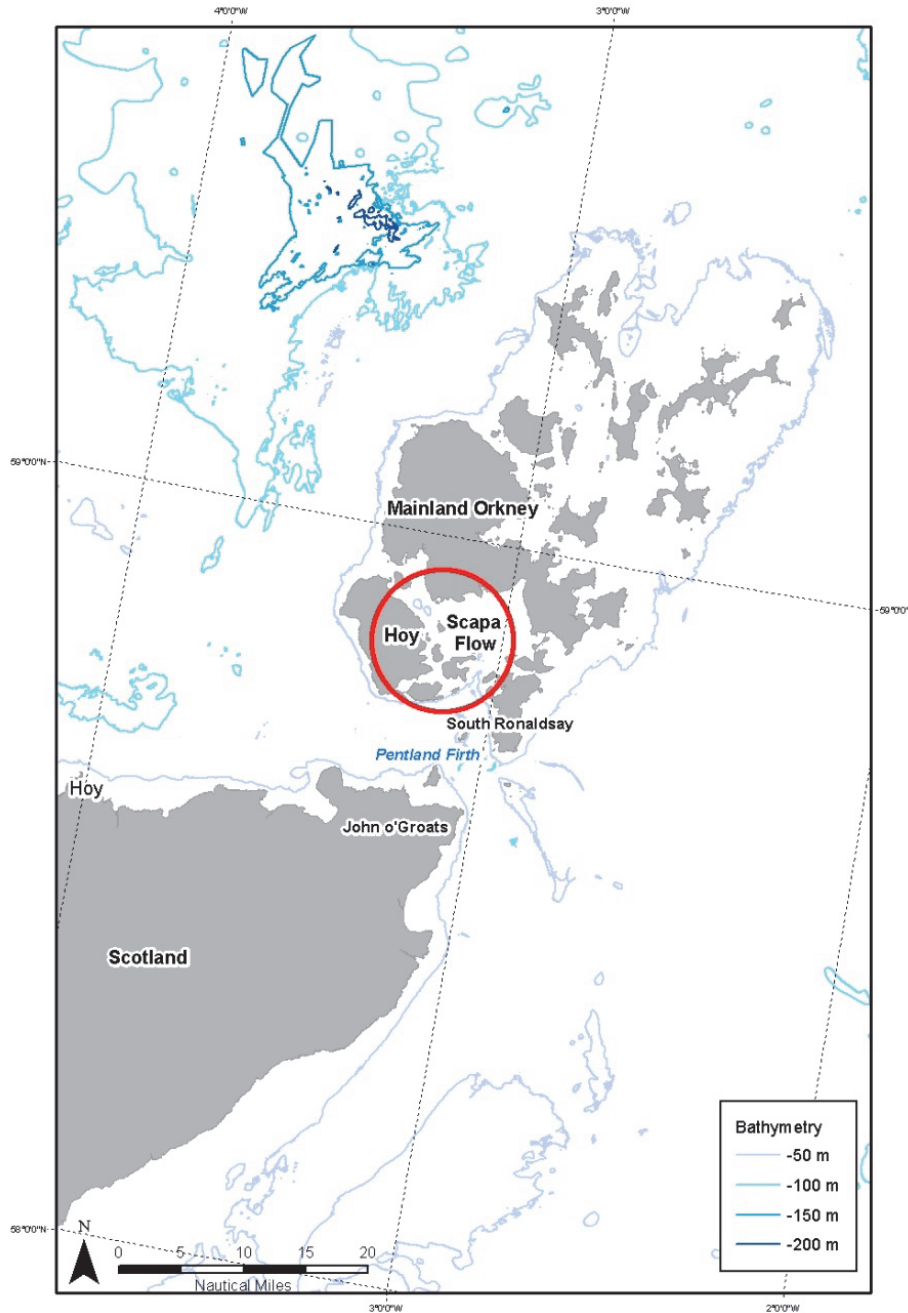 4°0'0"W
3°0'0"W
59°0'0"N
Mainland Orkney
59°0'0"N
Hoy
Scapa
Flow
South Ronaldsay
Pentland Firth
Hoy
John o'Groats
Scotland
Bathymetry
-50 m
-100 m
-150 m
-200 m
58°0'0"N
N
0 5 10 15 20
Nautical Miles
3°0'0"W
2°0'0"W